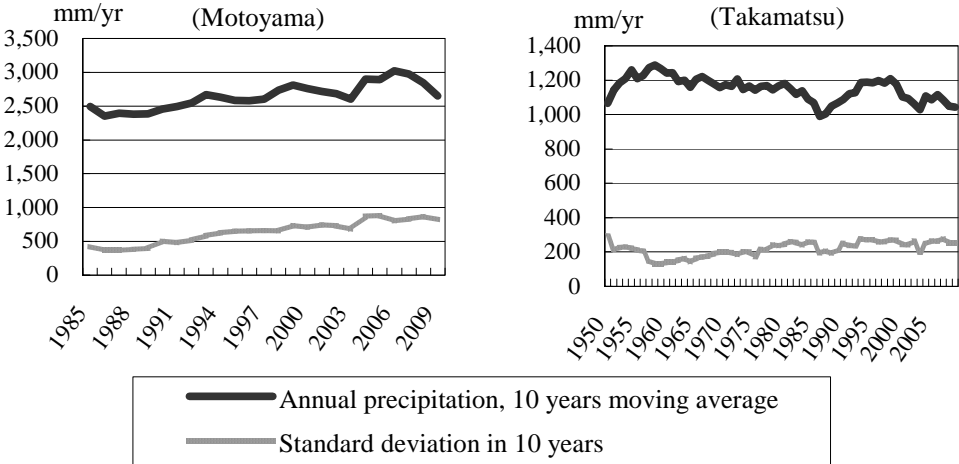 mm/yr (Motoyama)
3,500
3,000
2,500
2,000
1,500
1,000
500
0
1985 1988 1991 1994 1997 2000 2003 2006 2009
mm/yr (Takamatsu)
1,400
1,200
1,000
800
600
400
200
0
1950 1955 1960 1965 1970 1975 1980 1985 1990 1995 2000 2005
Annual precipitation, 10 years moving average
Standard deviation in 10 years